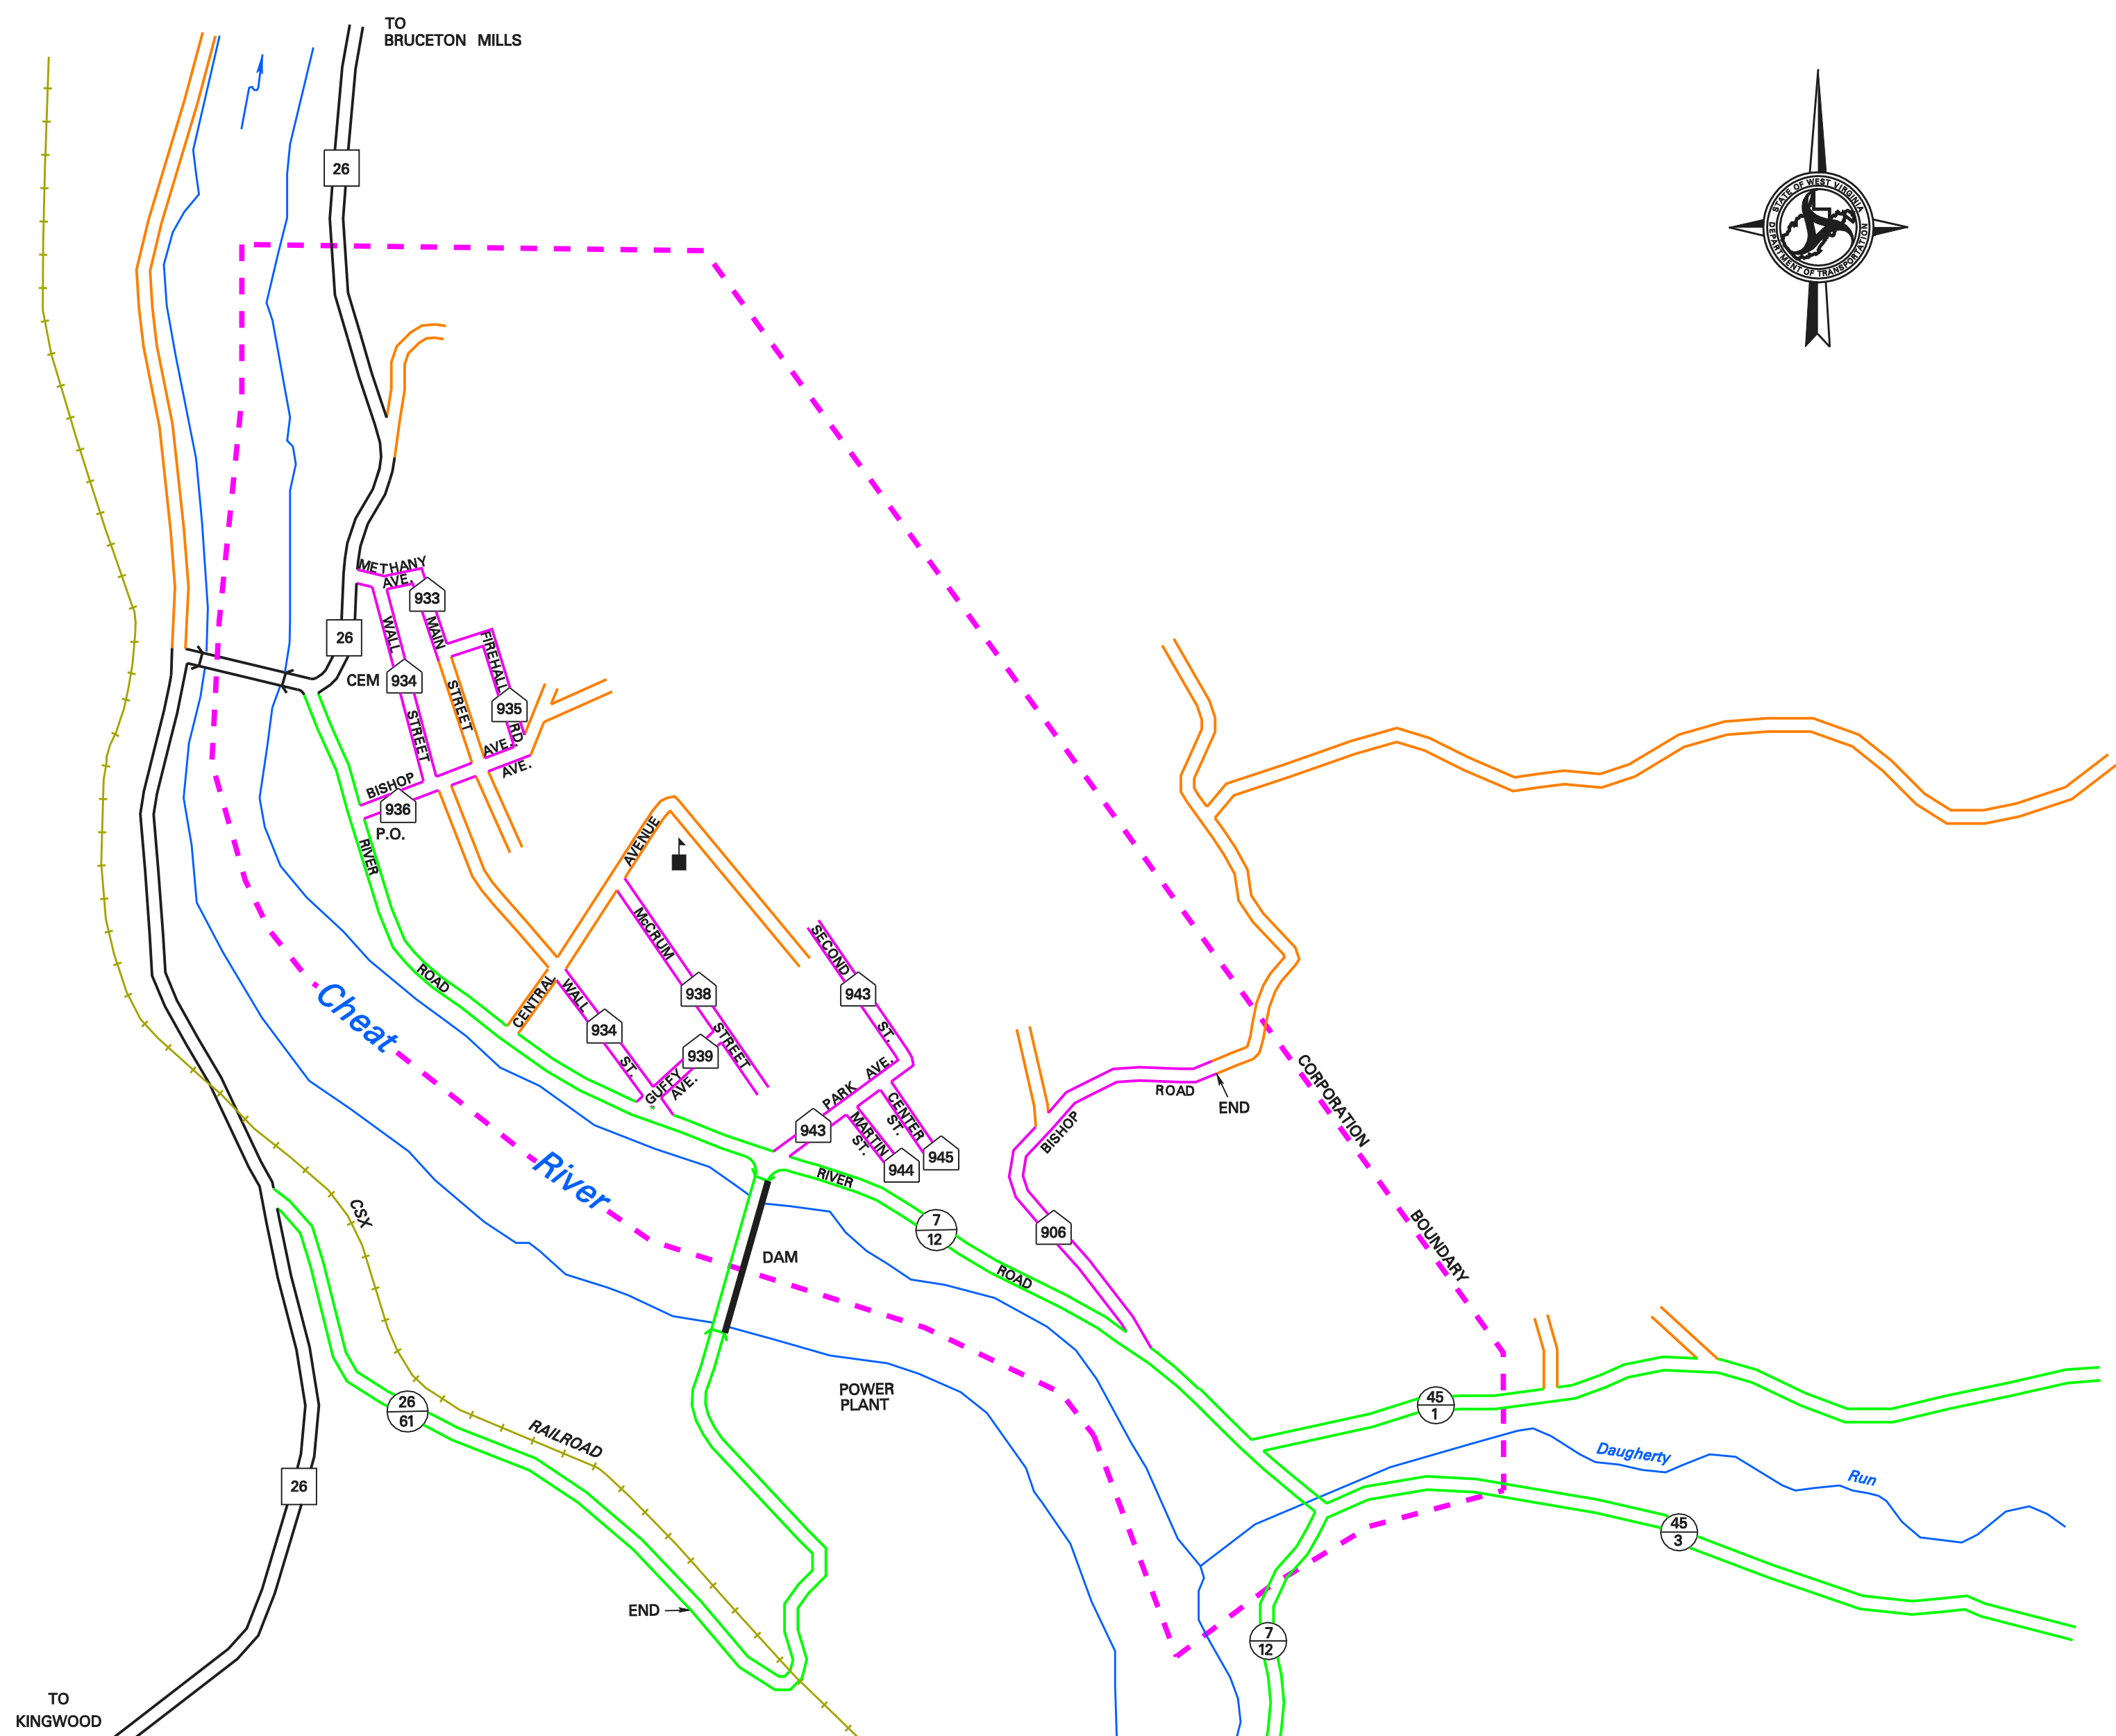 TO
BRUCETON MILLS
26
STATE OF WEST VIRGINIA
DEPARTMENT OF TRANSPORTATION
METHANY
AVE.
933
26
WALL
MAIN
FIREHALL
CEM
934
935
STREET
STREET
RD.
AVE.
AVE.
BISHOP
936
P.O.
RIVER
AVENUE
McCRUM
SECOND
ROAD
938
943
Cheat
CENTRAL
WALL
934
STREET
ST.
939
ST.
GUFFY
AVE.
PARK AVE.
CORPORATION
ROAD
END
943
MARTIN
ST.
CENTER
ST.
BISHOP
945
944
River
RIVER
CSX
7
12
906
BOUNDARY
DAM
ROAD
POWER
PLANT
26
61
45
1
RAILROAD
Daugherty
Run
26
45
3
END
7
12
TO
KINGWOOD